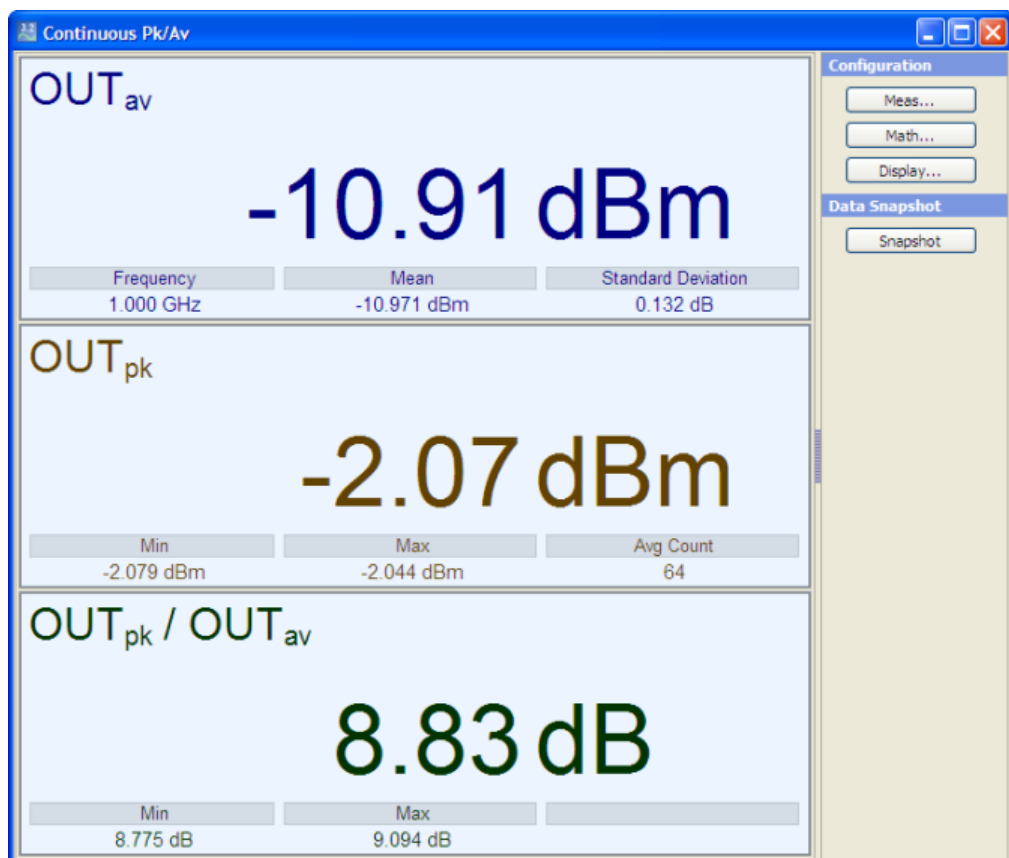 Continuous Pk/Av
OUTav
-10.91 dBm
Frequency Mean Standard Deviation
1.000 GHz -10.971 dBm 0.132 dB
OUTpk
-2.07 dBm
Min Max Avg Count
-2.079 dBm -2.044 dBm 64
OUTpk / OUTav
8.83 dB
Min Max
8.775 dB 9.094 dB
Configuration
Meas...
Math...
Display...
Data Snapshot
Snapshot